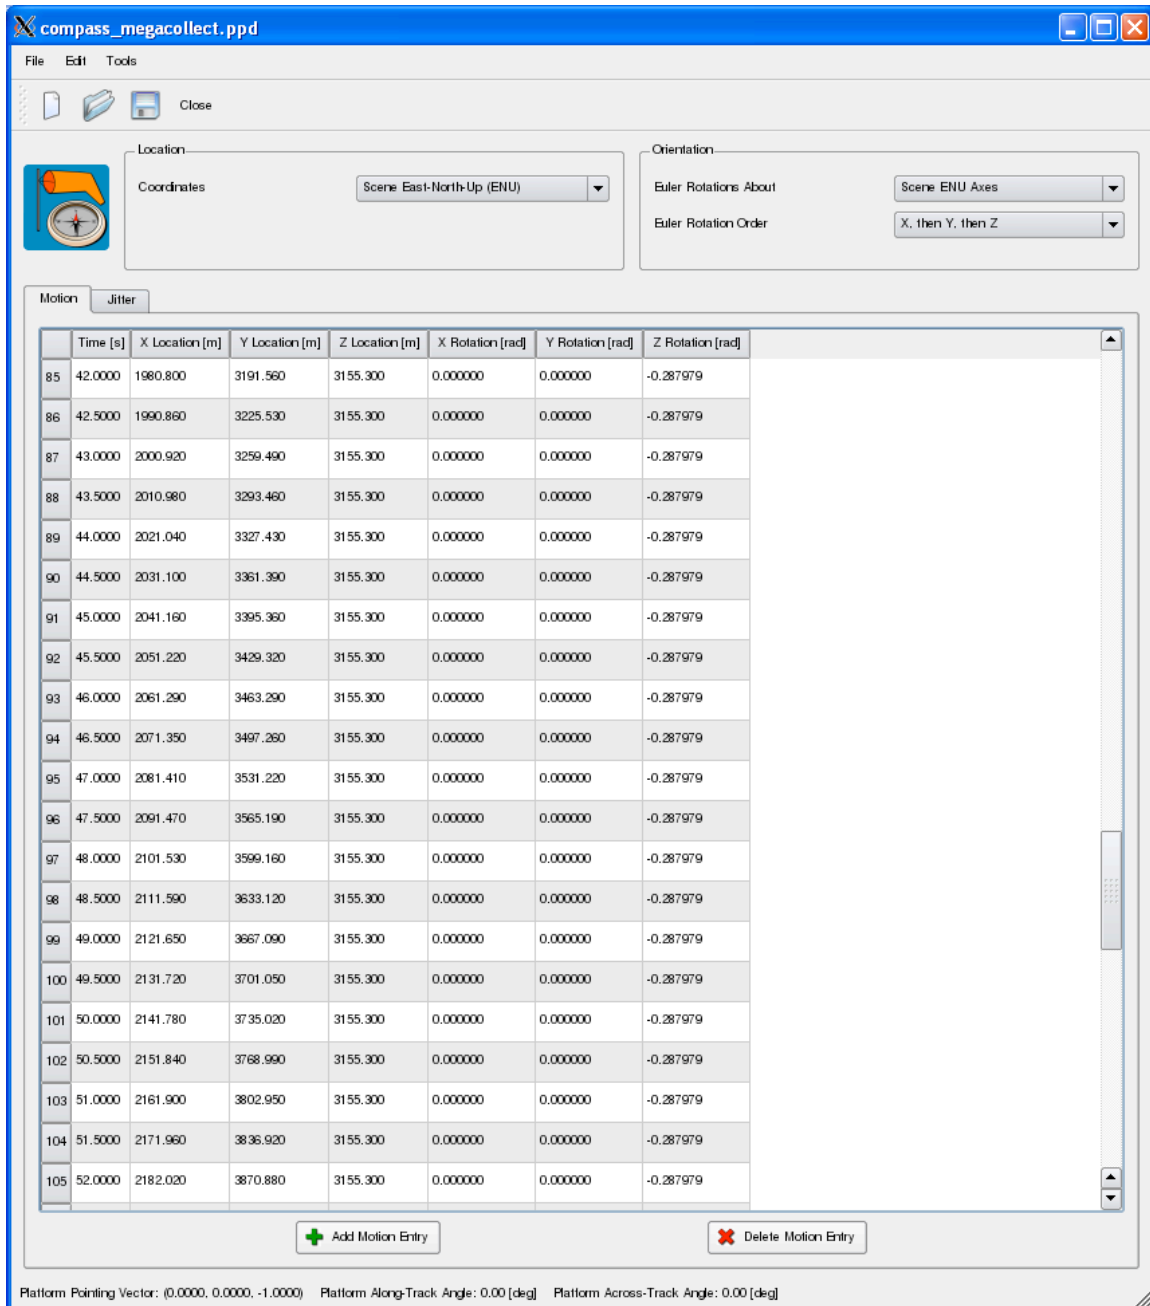 compass_megacollect.ppd
File Edit Tools
Close
Location
Coordinates Scene East-North-Up (ENU)
Orientation
Euler Rotations About Scene ENU Axes
Euler Rotation Order X, then Y, then Z
Motion Jitter
Time [s] X Location [m] Y Location [m] Z Location [m] X Rotation [rad] Y Rotation [rad] Z Rotation [rad]
85 42.0000 1980.800 3191.560 3155.300 0.000000 0.000000 -0.287979
86 42.5000 1990.860 3225.530 3155.300 0.000000 0.000000 -0.287979
87 43.0000 2000.920 3259.490 3155.300 0.000000 0.000000 -0.287979
88 43.5000 2010.980 3293.460 3155.300 0.000000 0.000000 -0.287979
89 44.0000 2021.040 3327.430 3155.300 0.000000 0.000000 -0.287979
90 44.5000 2031.100 3361.390 3155.300 0.000000 0.000000 -0.287979
91 45.0000 2041.160 3395.360 3155.300 0.000000 0.000000 -0.287979
92 45.5000 2051.220 3429.320 3155.300 0.000000 0.000000 -0.287979
93 46.0000 2061.290 3463.290 3155.300 0.000000 0.000000 -0.287979
94 46.5000 2071.350 3497.260 3155.300 0.000000 0.000000 -0.287979
95 47.0000 2081.410 3531.220 3155.300 0.000000 0.000000 -0.287979
96 47.5000 2091.470 3565.190 3155.300 0.000000 0.000000 -0.287979
97 48.0000 2101.530 3599.160 3155.300 0.000000 0.000000 -0.287979
98 48.5000 2111.590 3633.120 3155.300 0.000000 0.000000 -0.287979
99 49.0000 2121.650 3667.090 3155.300 0.000000 0.000000 -0.287979
100 49.5000 2131.720 3701.050 3155.300 0.000000 0.000000 -0.287979
101 50.0000 2141.780 3735.020 3155.300 0.000000 0.000000 -0.287979
102 50.5000 2151.840 3768.990 3155.300 0.000000 0.000000 -0.287979
103 51.0000 2161.900 3802.950 3155.300 0.000000 0.000000 -0.287979
104 51.5000 2171.960 3836.920 3155.300 0.000000 0.000000 -0.287979
105 52.0000 2182.020 3870.880 3155.300 0.000000 0.000000 -0.287979
Add Motion Entry Delete Motion Entry
Platform Pointing Vector: (0.0000, 0.0000, -1.0000) Platform Along-Track Angle: 0.00 [deg] Platform Across-Track Angle: 0.00 [deg]